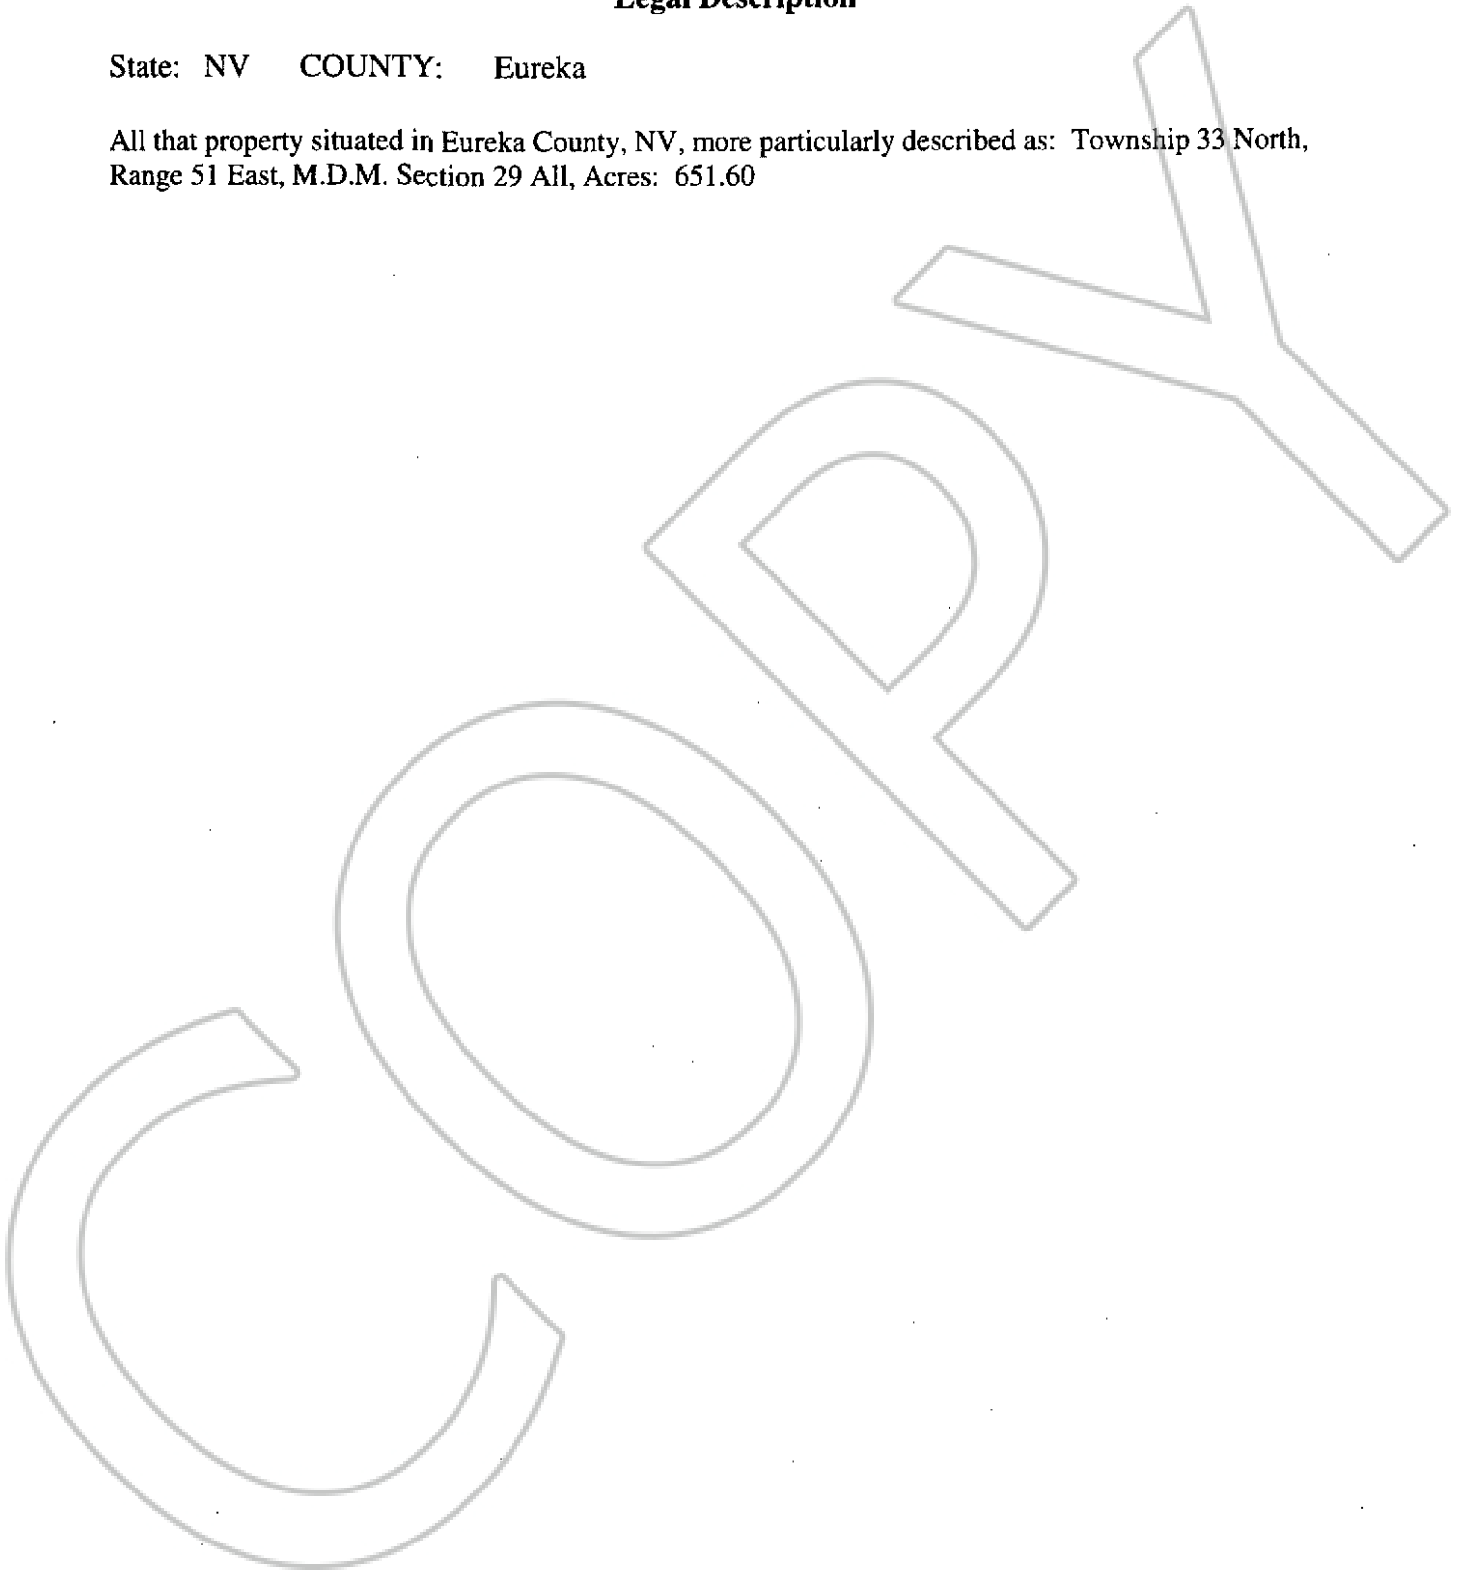 Legal Description
State: NV COUNTY: Eureka
All that property situated in Eureka County, NV, more particularly described as: Township 33 North,
Range 51 East, M.D.M. Section 29 All, Acres: 651.60
COPY